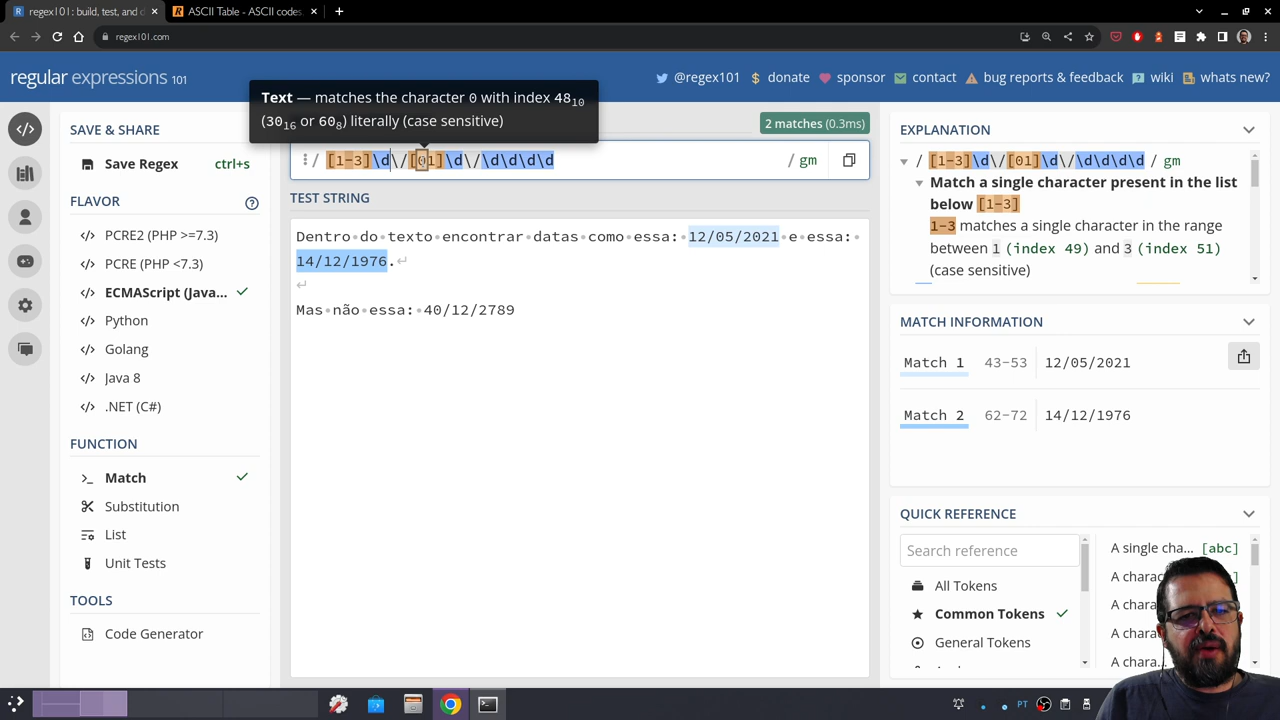 regex101: build, test, and d
ASCII Table - ASCII codes,
regex101.com
regular expressions 101
@regex101
donate
sponsor
contact
bug reports & feedback
wiki
whats new?
SAVE & SHARE
Save Regex
ctrl+s
FLAVOR
PCRE2 (PHP >=7.3)
PCRE (PHP <7.3)
ECMAScript (Java...
Python
Golang
Java 8
.NET (C#)
FUNCTION
Match
Substitution
List
Unit Tests
TOOLS
Code Generator
Text — matches the character 0 with index 48₁₀
(30₁₆ or 60₈) literally (case sensitive)
2 matches (0.3ms)
/ [1-3]\d\/[01]\d\/\d\d\d\d / gm
TEST STRING
Dentro·do·texto·encontrar·datas·como·essa:·12/05/2021·e·essa:·
14/12/1976.↵
↵
Mas·não·essa:·40/12/2789
EXPLANATION
/ [1-3]\d\/[01]\d\/\d\d\d\d / gm
Match a single character present in the list
below [1-3]
1-3 matches a single character in the range
between 1 (index 49) and 3 (index 51)
(case sensitive)
MATCH INFORMATION
Match 1 43-53 12/05/2021
Match 2 62-72 14/12/1976
QUICK REFERENCE
Search reference
All Tokens
Common Tokens
General Tokens
A single cha... [abc]
A charac
A chara
A chara
A chara.
PT